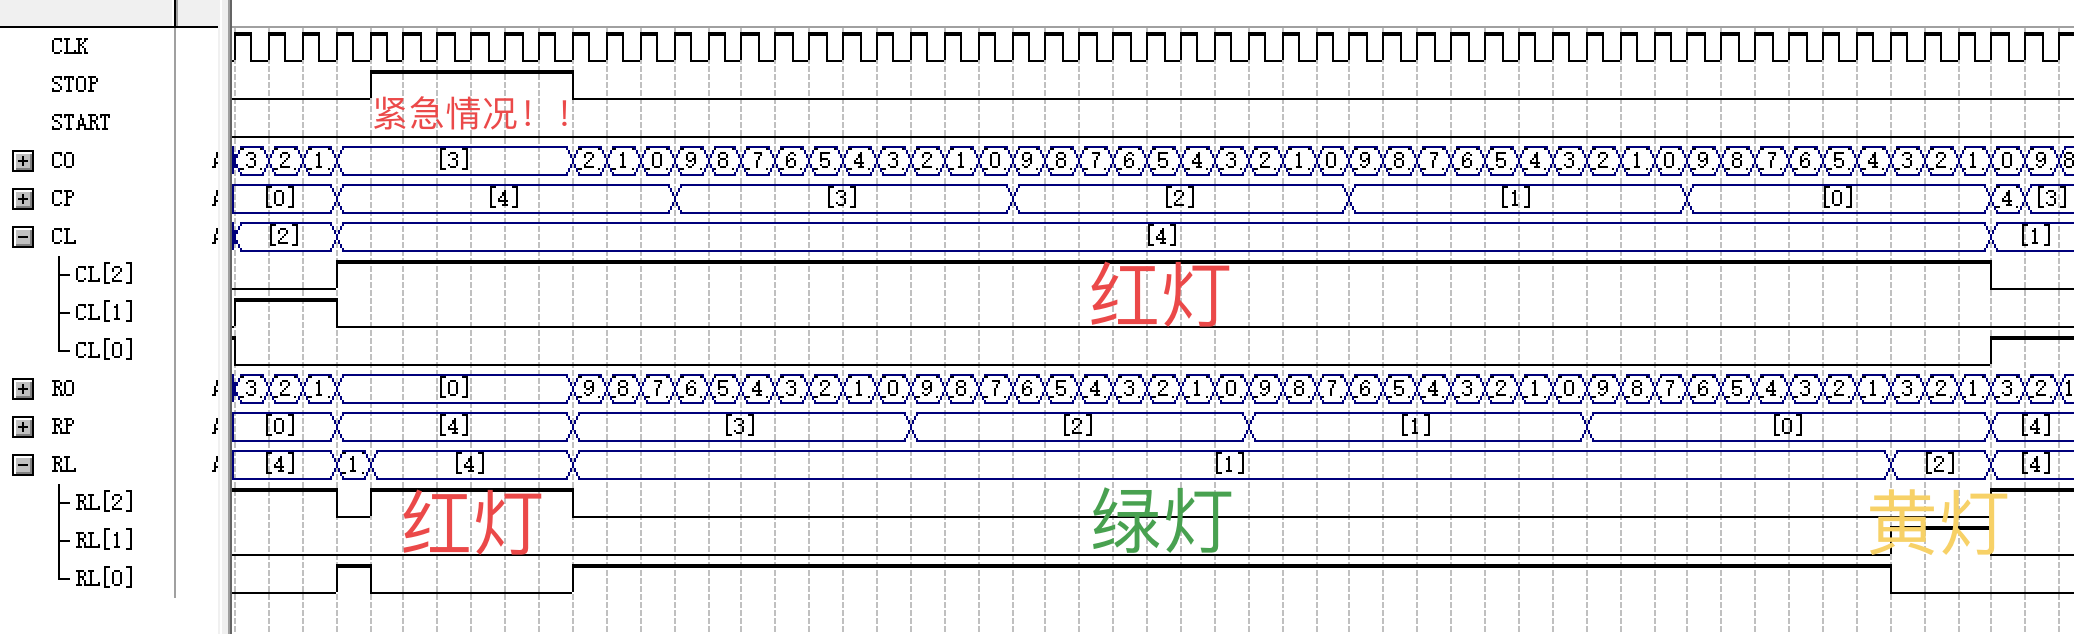 CLK
STOP
紧急情况！！
START
CO 3 2 1 [3] 2 1 0 9 8 7 6 5 4 3 2 1 0 9 8 7 6 5 4 3 2 1 0 9 8 7 6 5 4 3 2 1 0 9 8 7 6 5 4 3 2 1 0 9 8
CP [0] [4] [3] [2] [1] [0] 4 [3]
CL [2] [4] [1]
CL[2]
红灯
CL[1]
CL[0]
RO 3 2 1 [0] 9 8 7 6 5 4 3 2 1 0 9 8 7 6 5 4 3 2 1 0 9 8 7 6 5 4 3 2 1 0 9 8 7 6 5 4 3 2 1 3 2 1 3 2 1
RP [0] [4] [3] [2] [1] [0] [4]
RL [4] 1 [4] [1] [2] [4]
RL[2]
红灯 绿灯 黄灯
RL[1]
RL[0]